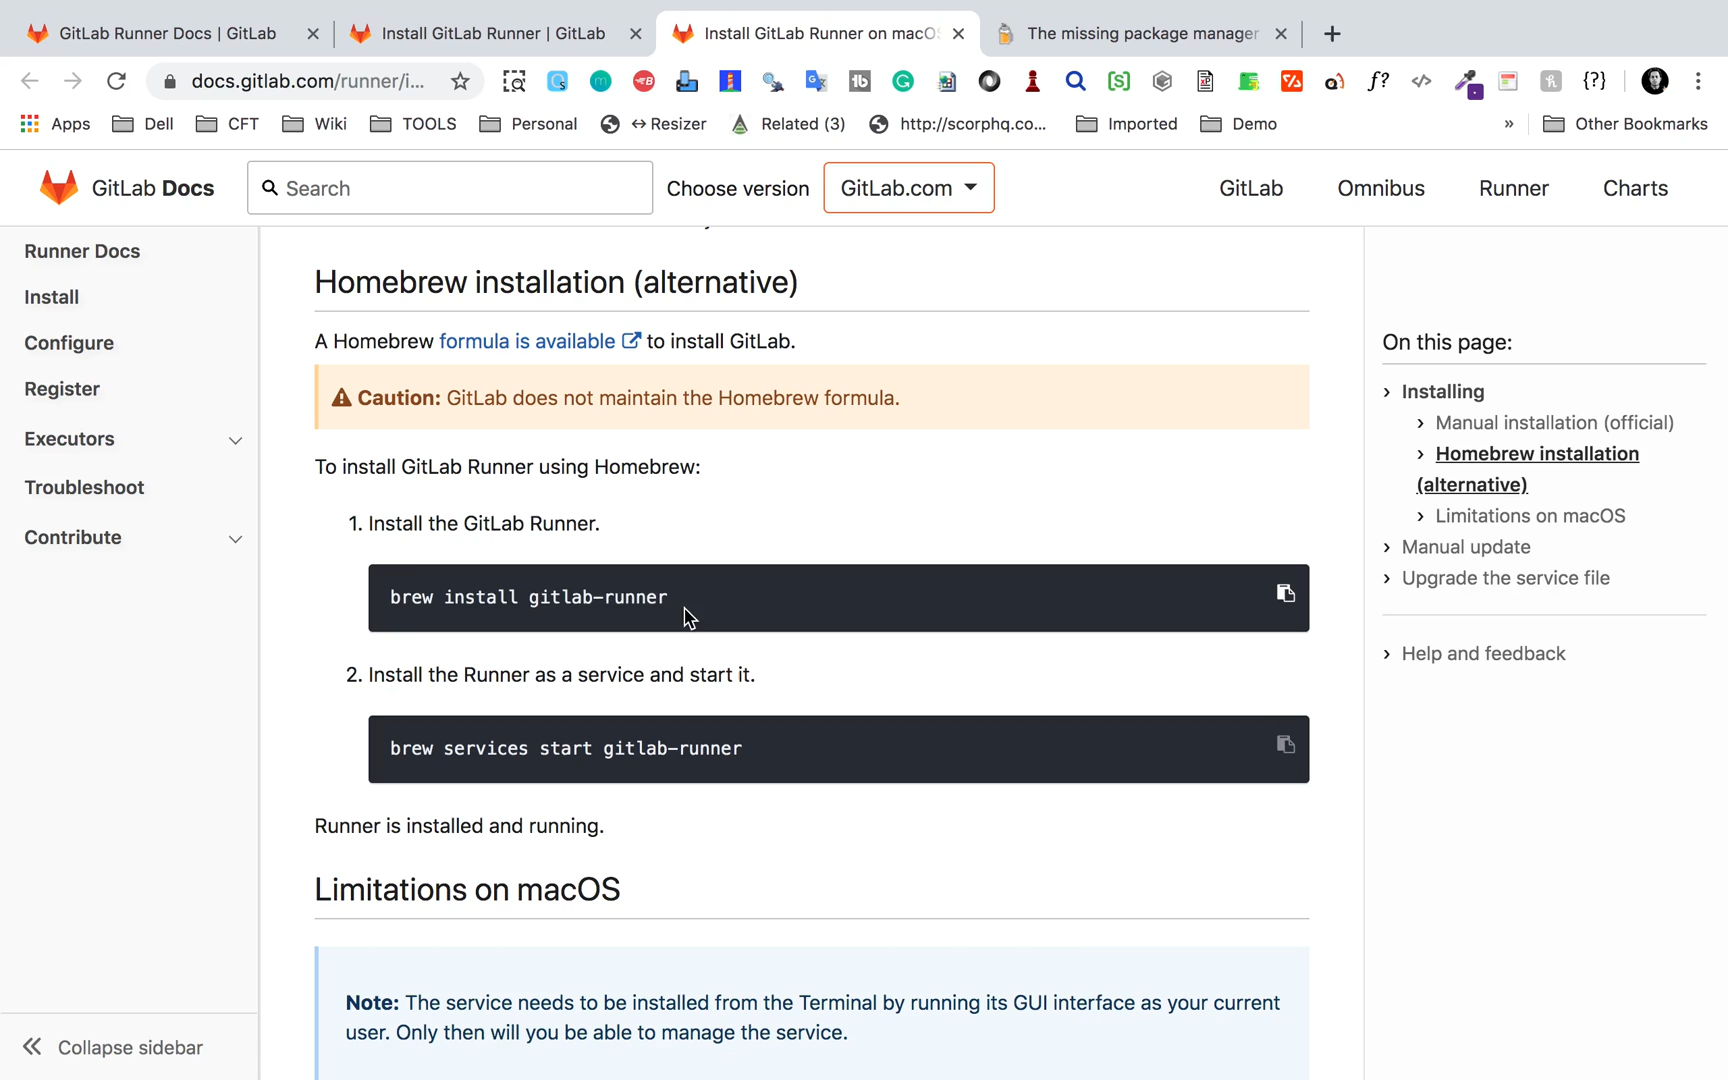 GitLab Runner Docs | GitLab
Install GitLab Runner | GitLab
Install GitLab Runner on macOS
The missing package manager
docs.gitlab.com/runner/i...
Apps
Dell
CFT
Wiki
TOOLS
Personal
↔ Resizer
Related (3)
http://scorphq.co...
Imported
Demo
»
Other Bookmarks
GitLab Docs
Search
Choose version
GitLab.com
GitLab
Omnibus
Runner
Charts
Runner Docs
Install
Configure
Register
Executors
Troubleshoot
Contribute
Collapse sidebar
Homebrew installation (alternative)
A Homebrew formula is available to install GitLab.
Caution: GitLab does not maintain the Homebrew formula.
To install GitLab Runner using Homebrew:
1. Install the GitLab Runner.
brew install gitlab-runner
2. Install the Runner as a service and start it.
brew services start gitlab-runner
Runner is installed and running.
Limitations on macOS
Note: The service needs to be installed from the Terminal by running its GUI interface as your current
user. Only then will you be able to manage the service.
On this page:
Installing
Manual installation (official)
Homebrew installation
(alternative)
Limitations on macOS
Manual update
Upgrade the service file
Help and feedback